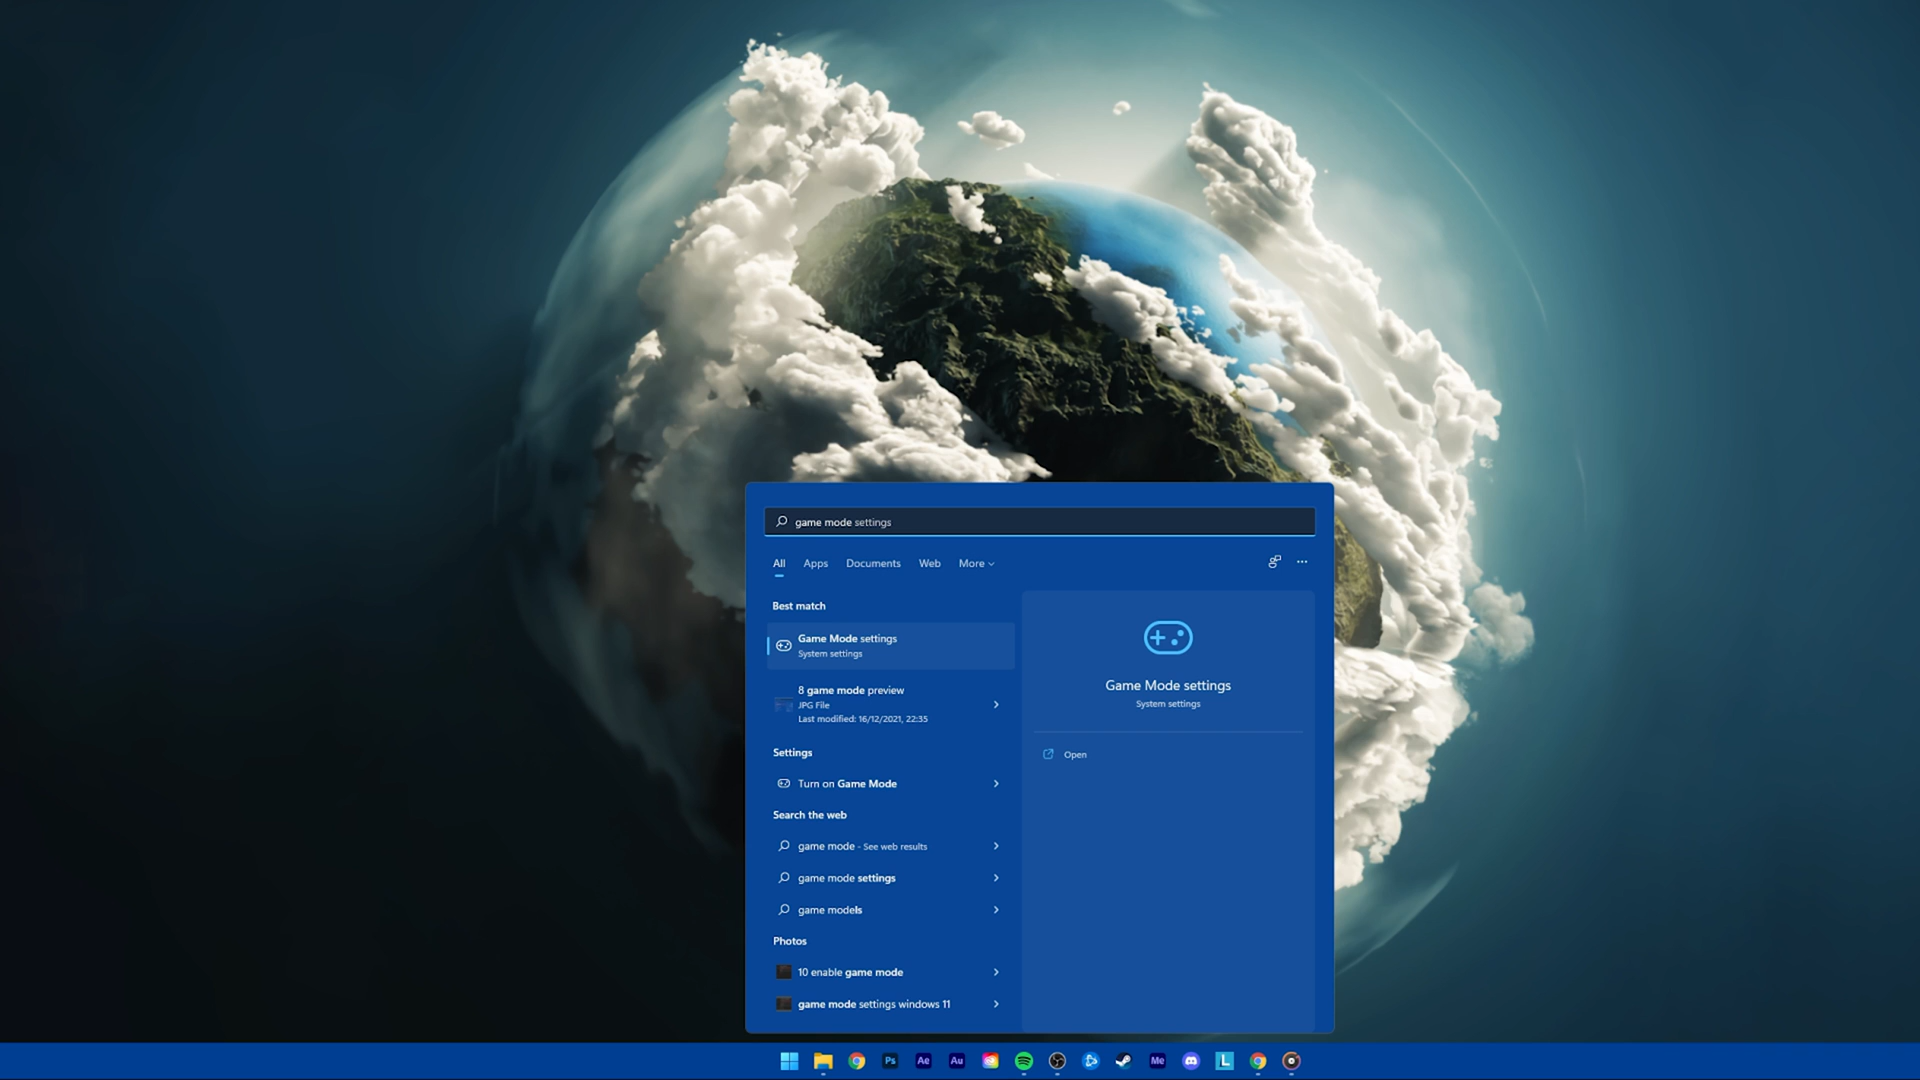 game mode settings
All Apps Documents Web More
Best match
Game Mode settings
System settings
8 game mode preview
JPG File
Last modified: 16/12/2021, 22:35
Settings
Turn on Game Mode
Search the web
game mode - See web results
game mode settings
game models
Photos
10 enable game mode
game mode settings windows 11
Game Mode settings
System settings
Open
Ps Ae Au Me L